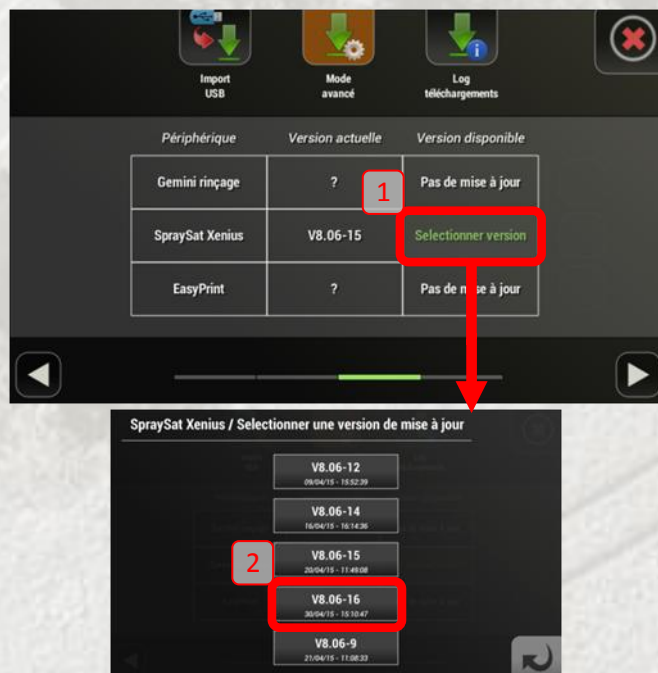 Import
USB
Mode
avancé
Log
téléchargements
Périphérique Version actuelle Version disponible
Gemini rinçage ? Pas de mise à jour
1
SpraySat Xenius V8.06-15 Selectionner version
EasyPrint ? Pas de mise à jour
SpraySat Xenius / Selectionner une version de mise à jour
V8.06-12
09/04/15 - 15:52:39
V8.06-14
16/04/15 - 16:14:36
V8.06-15
20/04/15 - 11:49:08
2
V8.06-16
30/04/15 - 15:10:47
V8.06-9
21/04/15 - 11:08:33